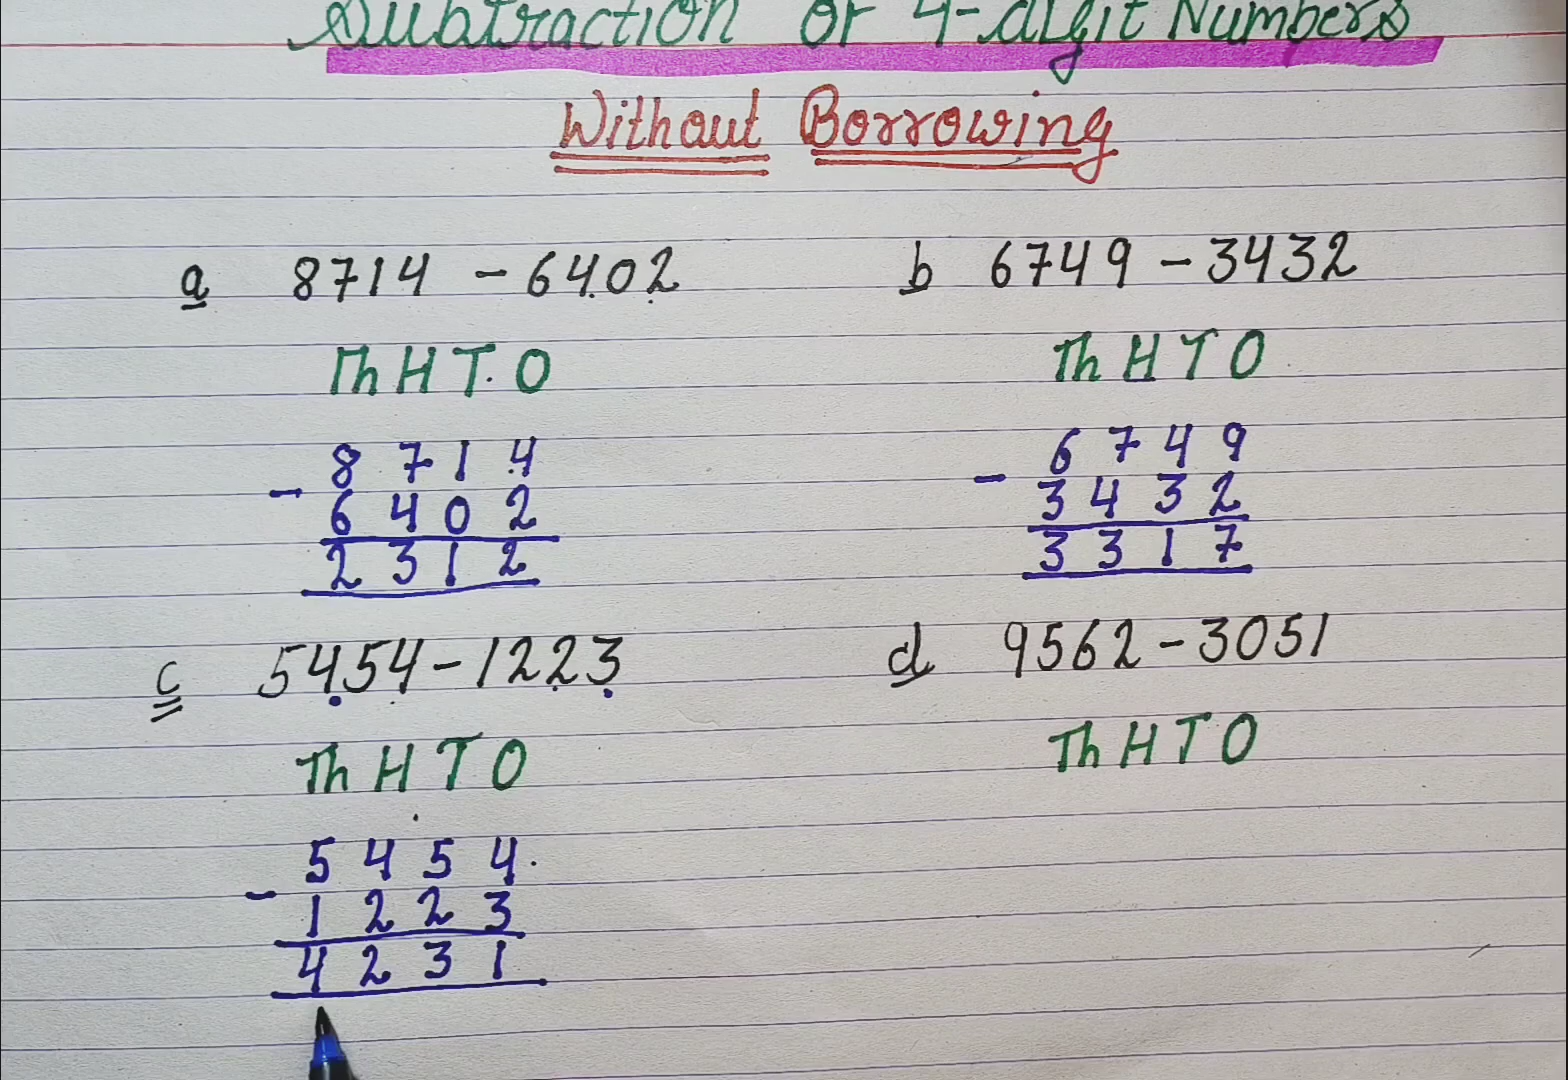 Subtraction of 4-digit Numbers
Without Borrowing
a 8714 - 6402
Th H T O
8 7 1 4
- 6 4 0 2
2 3 1 2
b 6749 - 3432
Th H T O
6 7 4 9
- 3 4 3 2
3 3 1 7
c 5454 - 1223
Th H T O
5 4 5 4
- 1 2 2 3
4 2 3 1
d 9562 - 3051
Th H T O